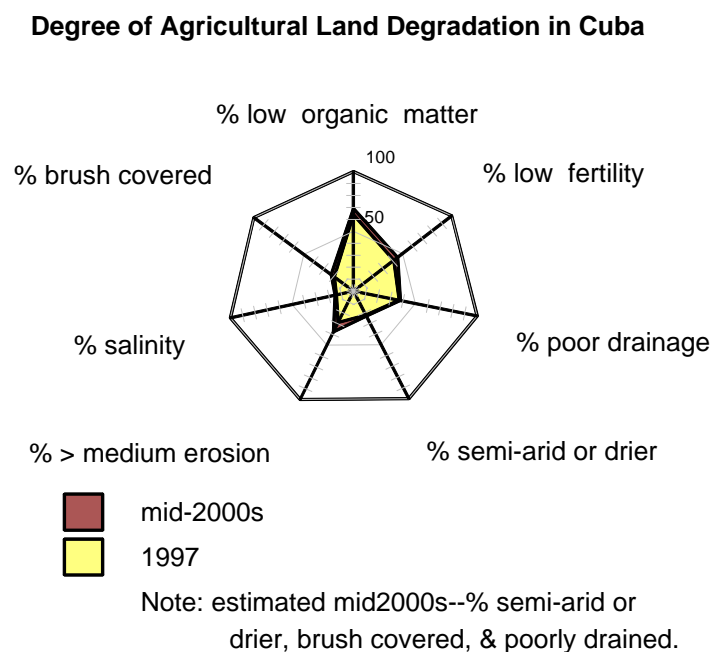 Degree of Agricultural Land Degradation in Cuba
% low organic matter
100
% brush covered
% low fertility
50
% salinity
% poor drainage
% > medium erosion
% semi-arid or drier
mid-2000s
1997
Note: estimated mid2000s--% semi-arid or
drier, brush covered, & poorly drained.